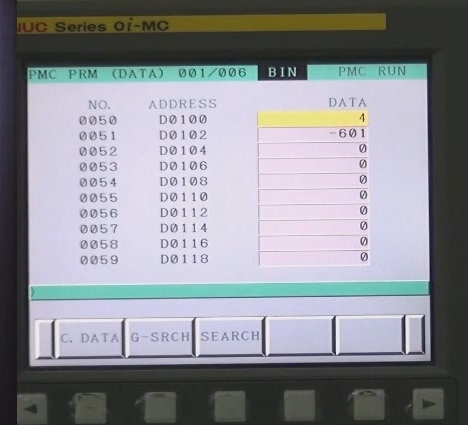 NUC Series 0i-MC
PMC PRM (DATA) 001/006 BIN PMC RUN
NO. ADDRESS DATA
0050 D0100 4
0051 D0102 -601
0052 D0104 0
0053 D0106 0
0054 D0108 0
0055 D0110 0
0056 D0112 0
0057 D0114 0
0058 D0116 0
0059 D0118 0
)
C. DATA G-SRCH SEARCH